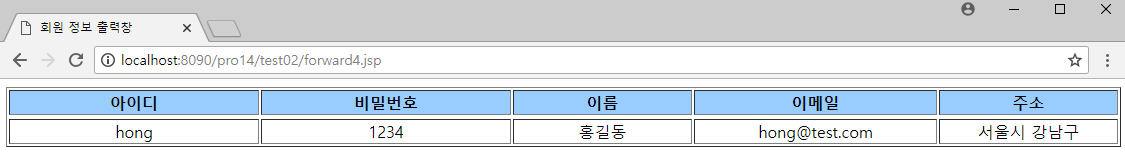 회원 정보 출력창
localhost:8090/pro14/test02/forward4.jsp
아이디 비밀번호 이름 이메일 주소
hong 1234 홍길동 hong@test.com 서울시 강남구